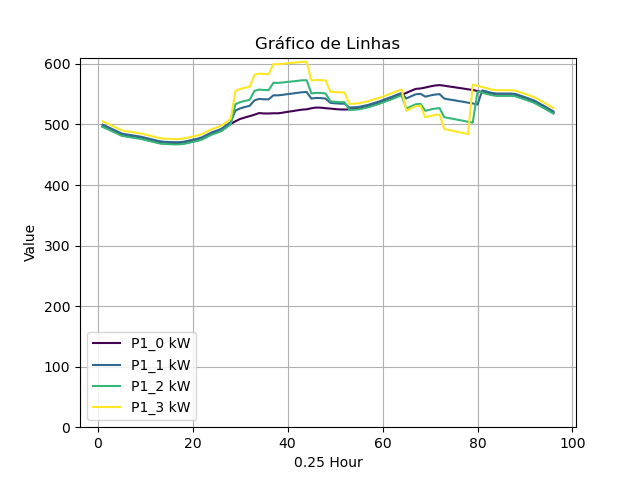 Gráfico de Linhas
Value
600
500
400
300
200
100
0
P1_0 kW
P1_1 kW
P1_2 kW
P1_3 kW
0 20 40 60 80 100
0.25 Hour